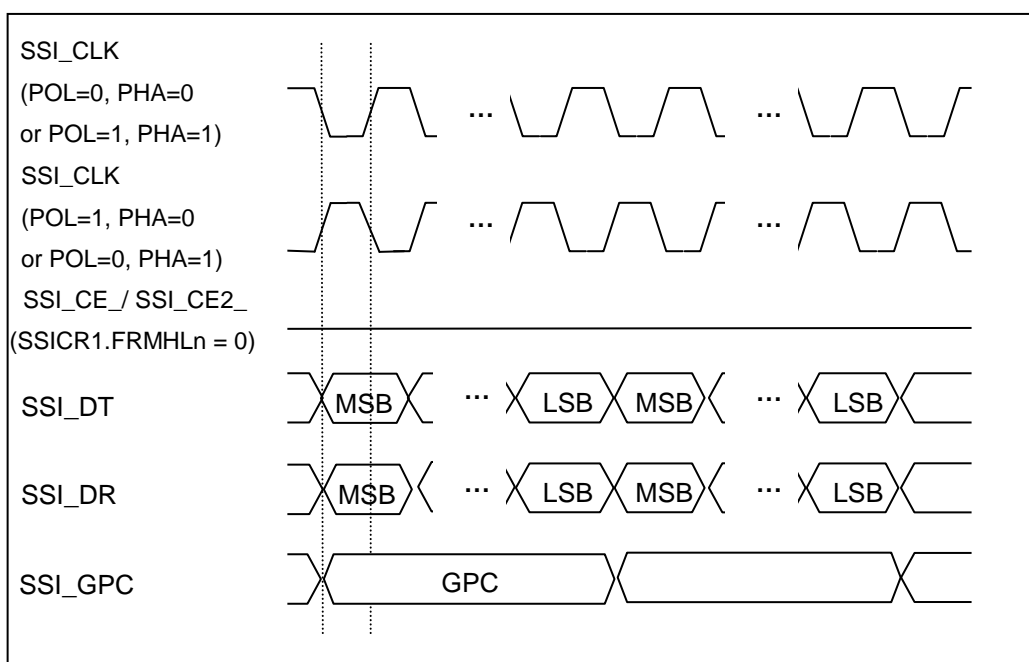 SSI_CLK
(POL=0, PHA=0
or POL=1, PHA=1)
... ...
SSI_CLK
(POL=1, PHA=0
or POL=0, PHA=1)
... ...
SSI_CE_/ SSI_CE2_
(SSICR1.FRMHLn = 0)
SSI_DT MSB ... LSB MSB ... LSB
SSI_DR MSB ... LSB MSB ... LSB
SSI_GPC GPC